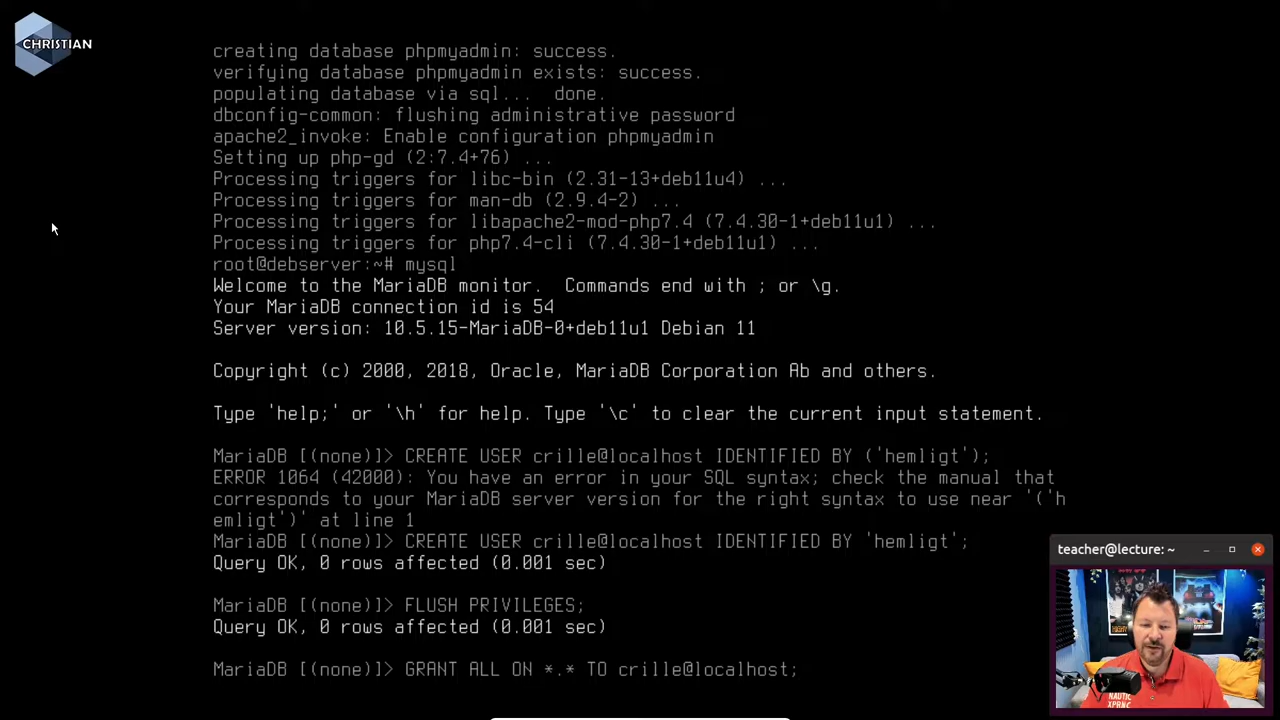 CHRISTIAN
creating database phpmyadmin: success.
verifying database phpmyadmin exists: success.
populating database via sql...  done.
dbconfig-common: flushing administrative password
apache2_invoke: Enable configuration phpmyadmin
Setting up php-gd (2:7.4+76) ...
Processing triggers for libc-bin (2.31-13+deb11u4) ...
Processing triggers for man-db (2.9.4-2) ...
Processing triggers for libapache2-mod-php7.4 (7.4.30-1+deb11u1) ...
Processing triggers for php7.4-cli (7.4.30-1+deb11u1) ...
root@debserver:~# mysql
Welcome to the MariaDB monitor.  Commands end with ; or \g.
Your MariaDB connection id is 54
Server version: 10.5.15-MariaDB-0+deb11u1 Debian 11
Copyright (c) 2000, 2018, Oracle, MariaDB Corporation Ab and others.
Type 'help;' or '\h' for help. Type '\c' to clear the current input statement.
MariaDB [(none)]> CREATE USER crille@localhost IDENTIFIED BY ('hemligt');
ERROR 1064 (42000): You have an error in your SQL syntax; check the manual that
corresponds to your MariaDB server version for the right syntax to use near '('h
emligt')' at line 1
MariaDB [(none)]> CREATE USER crille@localhost IDENTIFIED BY 'hemligt';
Query OK, 0 rows affected (0.001 sec)
MariaDB [(none)]> FLUSH PRIVILEGES;
Query OK, 0 rows affected (0.001 sec)
MariaDB [(none)]> GRANT ALL ON *.* TO crille@localhost;
teacher@lecture: ~
NAUTIC
XPRNC